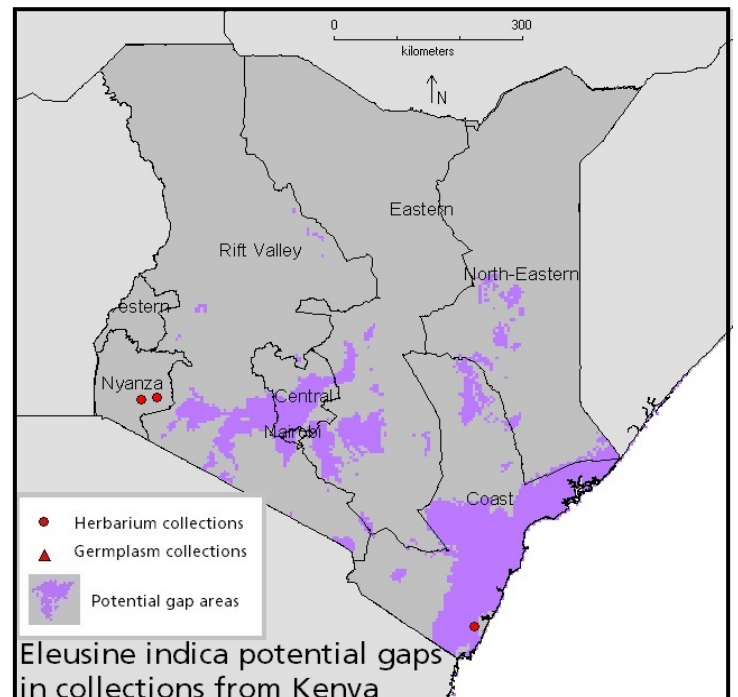 0 300
kilometers
N
Eastern
Rift Valley
North-Eastern
estern
Nyanza
Central
Nairobi
Coast
Herbarium collections
Germplasm collections
Potential gap areas
Eleusine indica potential gaps
in collections from Kenya